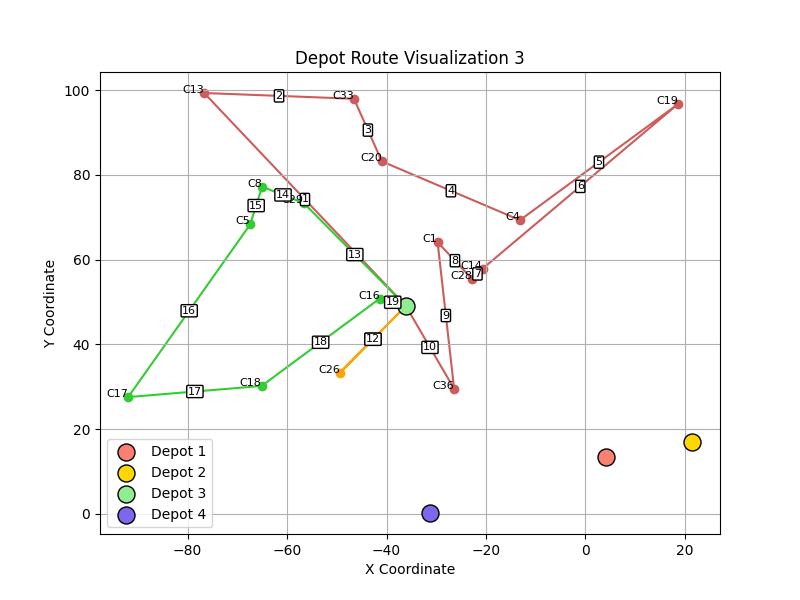 Depot Route Visualization 3
100
80
60
40
20
0
Y Coordinate
−80
−60
−40
−20
0
20
X Coordinate
C13
2
C33
3
C20
4
C4
5
C19
6
C14
7
C28
8
C1
9
C36
10
1
C8
14
C29
15
C5
13
16
C16
19
18
12
C26
C17
17
C18
Depot 1
Depot 2
Depot 3
Depot 4